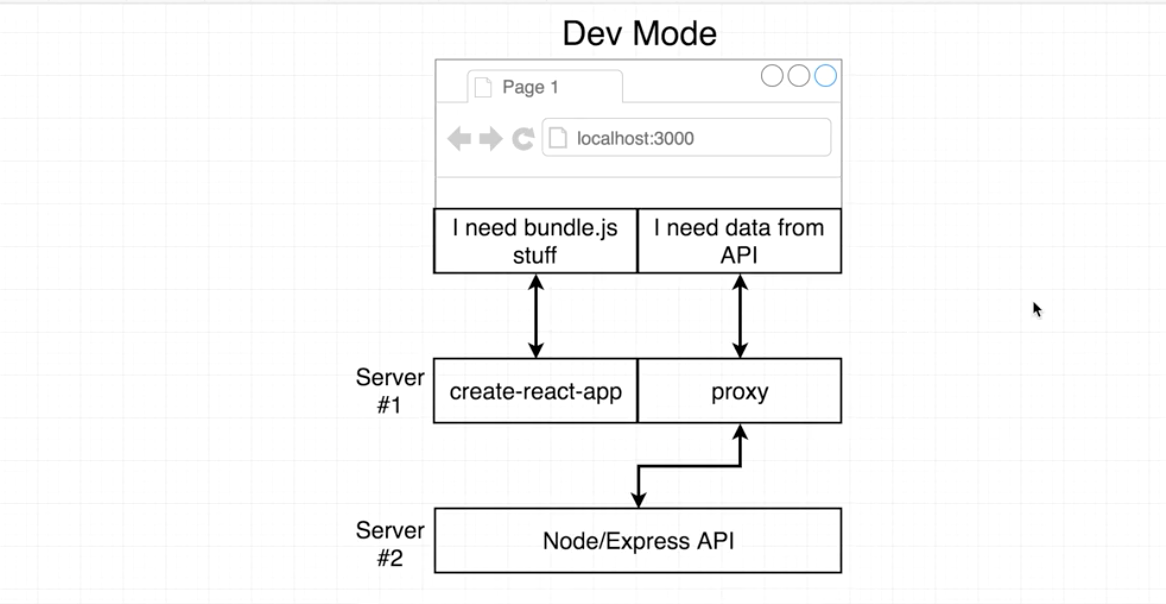 Dev Mode
Page 1
localhost:3000
I need bundle.js
stuff
I need data from
API
Server
#1
create-react-app
proxy
Server
#2
Node/Express API